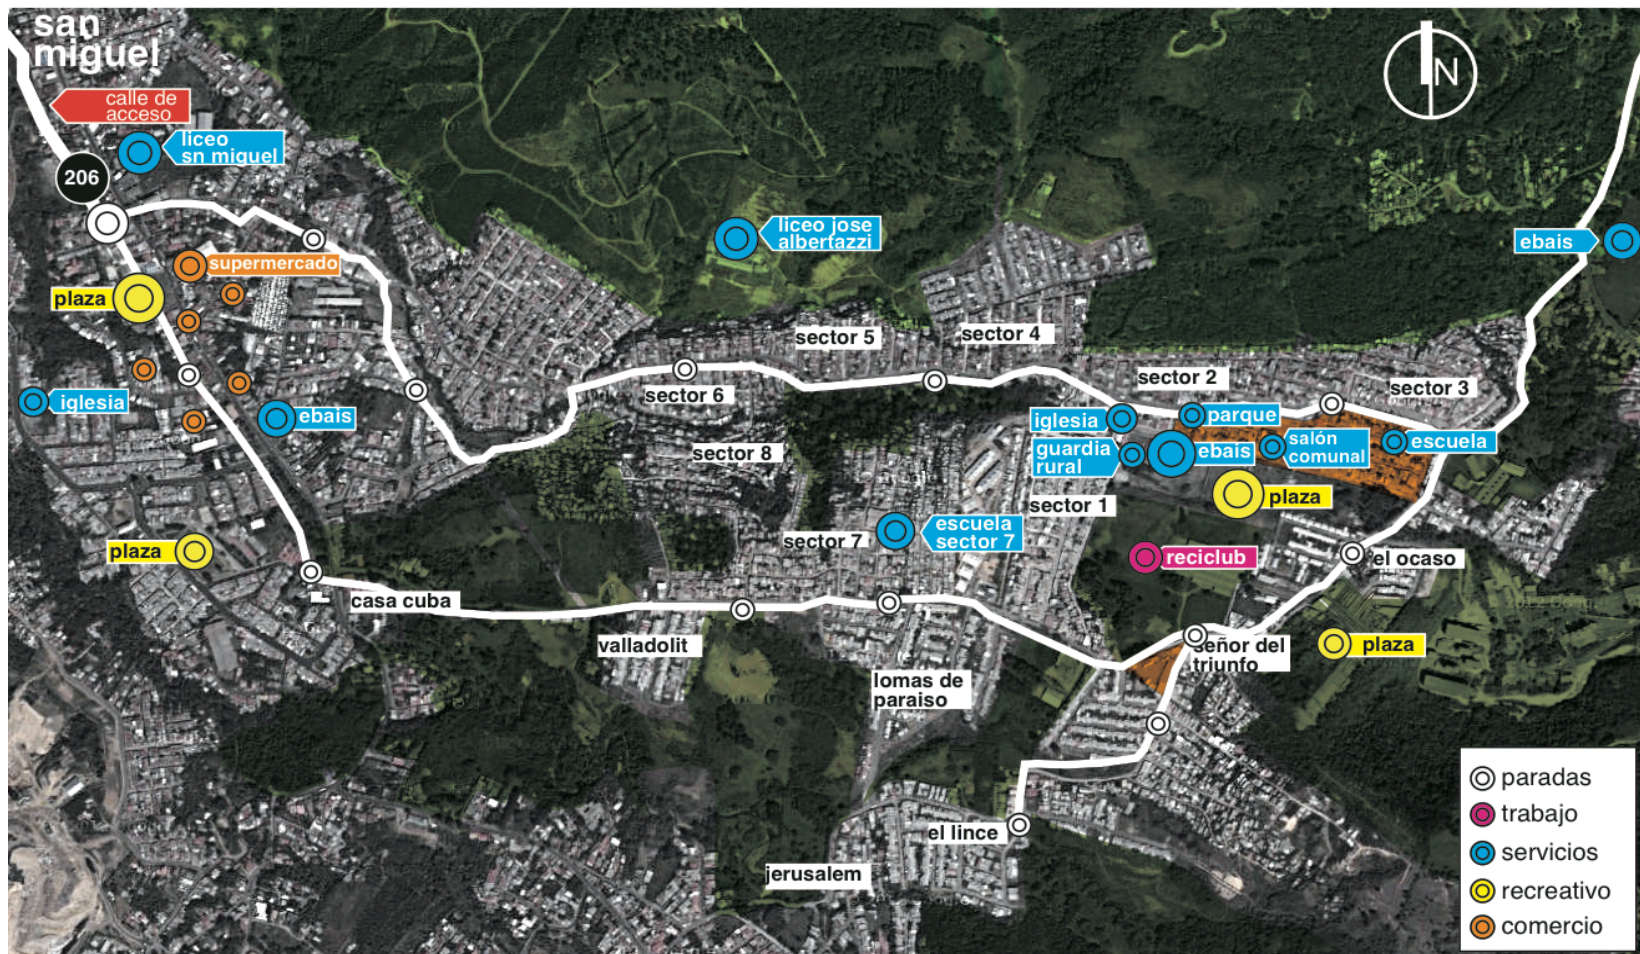 san
miguel
calle de
acceso
liceo
sn miguel
206
N
liceo jose
albertazzi
ebais
supermercado
plaza
sector 5
sector 4
sector 2
sector 3
sector 6
iglesia
ebais
iglesia
parque
guardia
rural
ebais
salón
comunal
escuela
sector 8
plaza
sector 1
escuela
sector 7
sector 7
plaza
reciclub
el ocaso
casa cuba
valladolit
señor del
triunfo
plaza
lomas de
paraiso
el lince
jerusalem
paradas
trabajo
servicios
recreativo
comercio